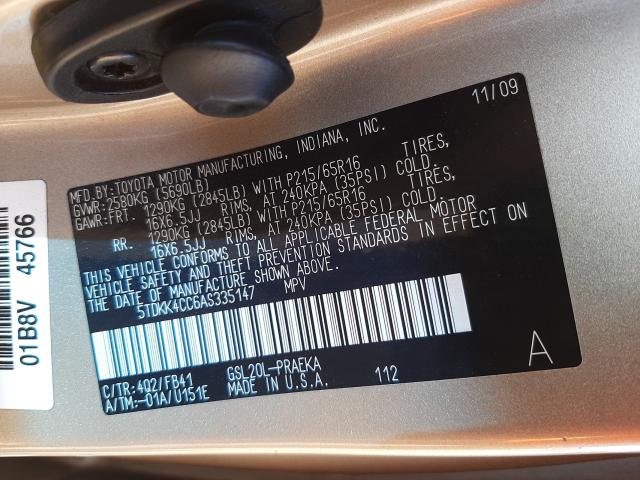 11/09
MFD.BY:TOYOTA MOTOR MANUFACTURING, INDIANA, INC.
GVWR:2580KG (5690LB)
GAWR:FRT. 1290KG (2845LB) WITH P215/65R16 TIRES,
16X6.5JJ RIMS, AT 240KPA (35PSI) COLD.
RR. 1290KG (2845LB) WITH P215/65R16 TIRES,
16X6.5JJ RIMS, AT 240KPA (35PSI) COLD.
THIS VEHICLE CONFORMS TO ALL APPLICABLE FEDERAL MOTOR
VEHICLE SAFETY AND THEFT PREVENTION STANDARDS IN EFFECT ON
THE DATE OF MANUFACTURE SHOWN ABOVE.
5TDKK4CC6AS335147 MPV
C/TR:4Q2/FB41 GSL20L-PRAEKA
A/TM:-01A/U151E MADE IN U.S.A. 112
A
01B8V 45766